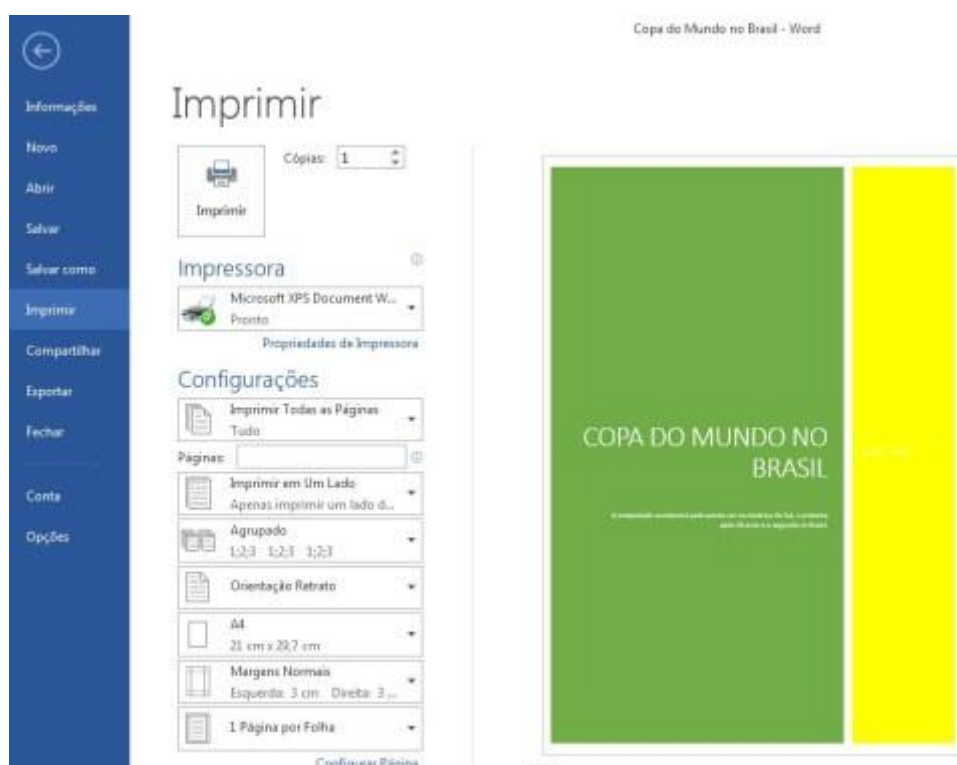 Copa do Mundo no Brasil - Word
Informações
Novo
Abrir
Salvar
Salvar como
Imprimir
Compartilhar
Exportar
Fechar
Conta
Opções
Imprimir
Cópias: 1
Imprimir
Impressora
Microsoft XPS Document W...
Pronto
Propriedades de Impressora
Configurações
Imprimir Todas as Páginas
Tudo
Páginas:
Imprimir em Um Lado
Apenas imprimir um lado d...
Agrupado
1;2;3 1;2;3 1;2;3
Orientação Retrato
A4
21 cm x 29,7 cm
Margens Normais
Esquerda: 3 cm Direita: 3 ...
1 Página por Folha
Configurar Página
COPA DO MUNDO NO
BRASIL